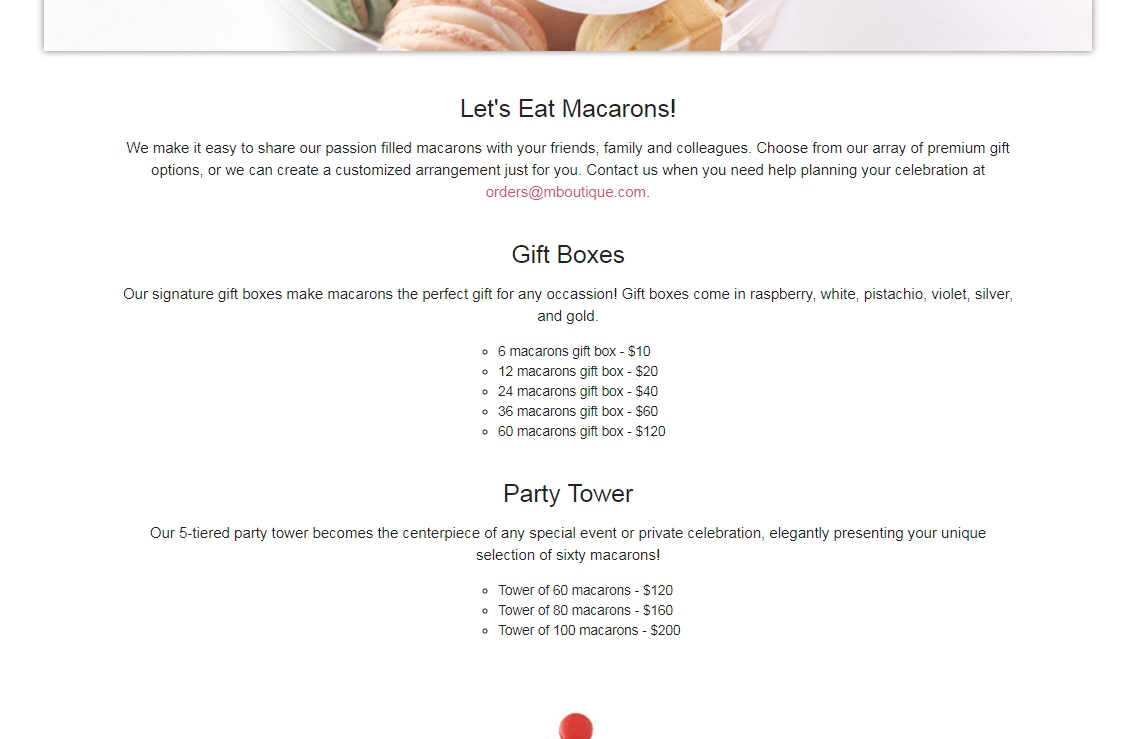 Let's Eat Macarons!
We make it easy to share our passion filled macarons with your friends, family and colleagues. Choose from our array of premium gift
options, or we can create a customized arrangement just for you. Contact us when you need help planning your celebration at
orders@mboutique.com.
Gift Boxes
Our signature gift boxes make macarons the perfect gift for any occassion! Gift boxes come in raspberry, white, pistachio, violet, silver,
and gold.
6 macarons gift box - $10
12 macarons gift box - $20
24 macarons gift box - $40
36 macarons gift box - $60
60 macarons gift box - $120
Party Tower
Our 5-tiered party tower becomes the centerpiece of any special event or private celebration, elegantly presenting your unique
selection of sixty macarons!
Tower of 60 macarons - $120
Tower of 80 macarons - $160
Tower of 100 macarons - $200